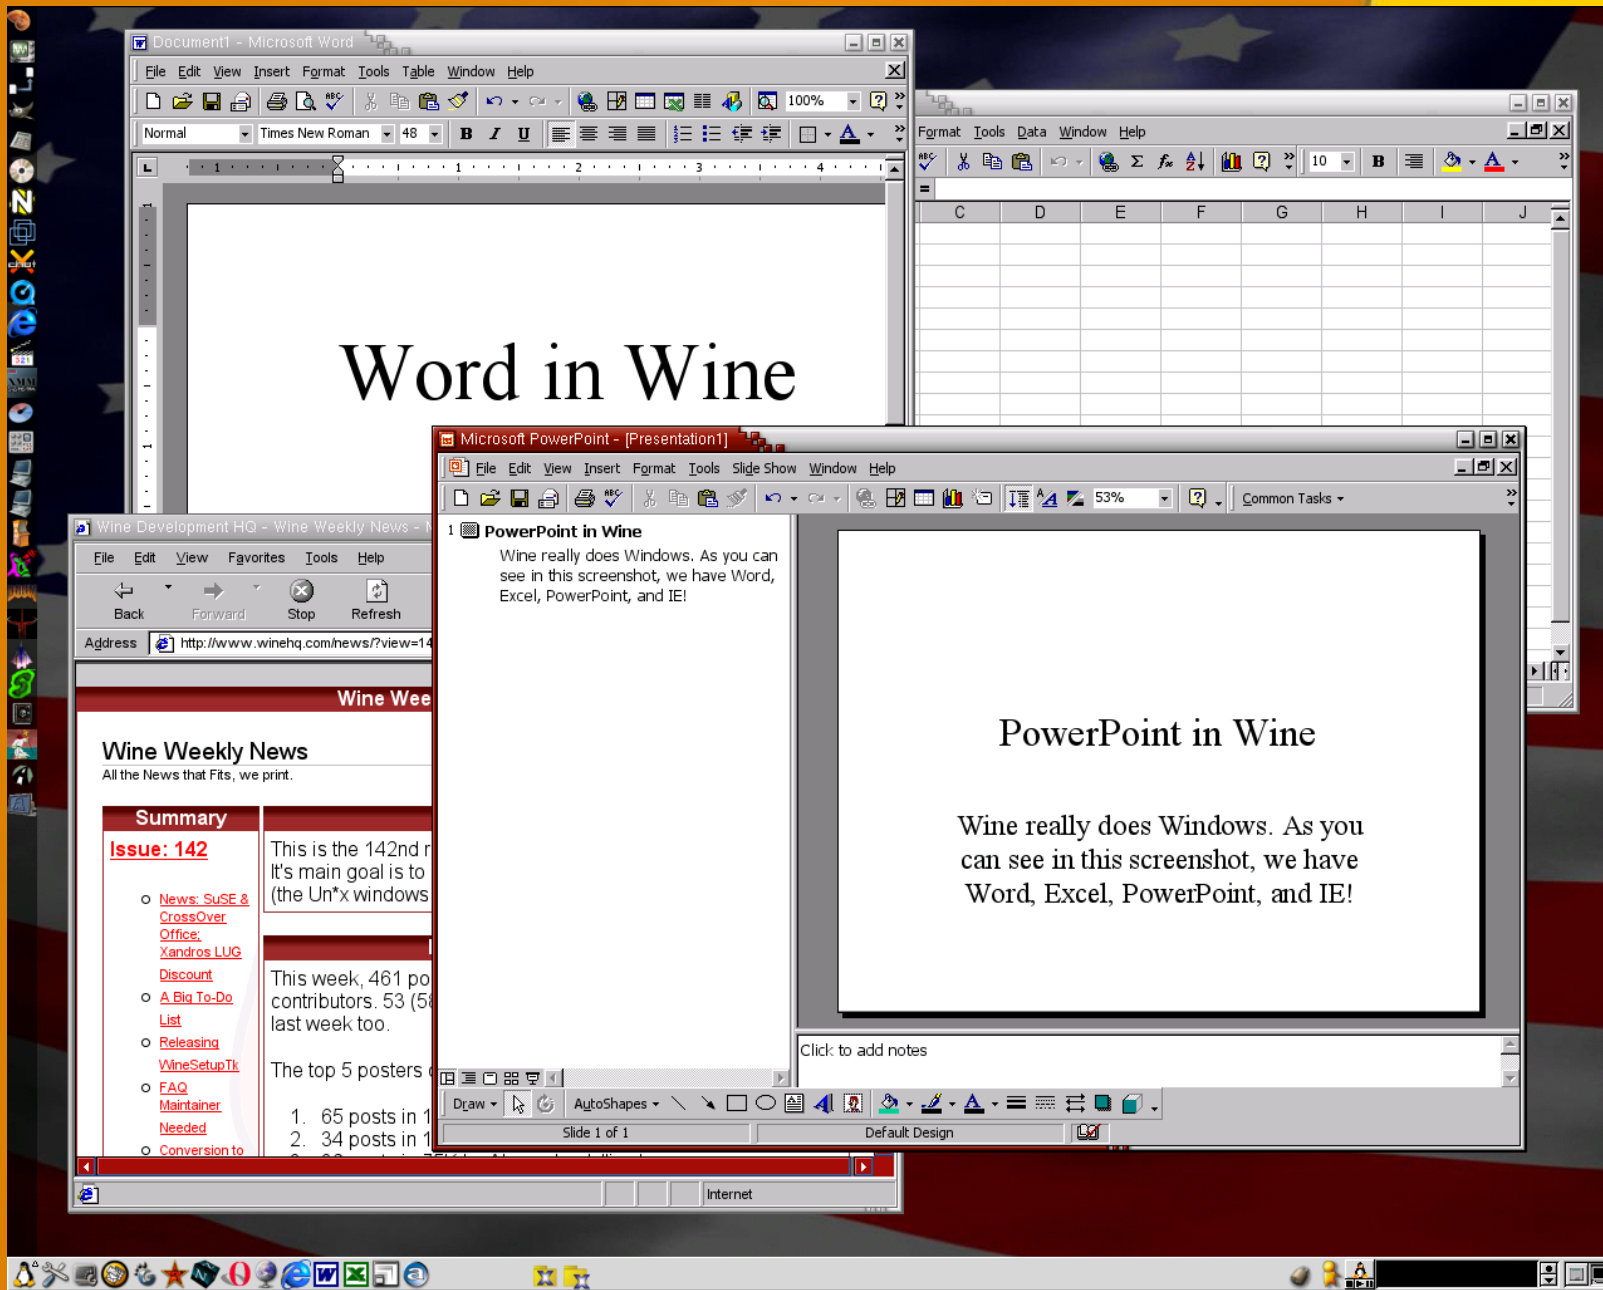 Document1 - Microsoft Word
File Edit View Insert Format Tools Table Window Help
100%
Normal Times New Roman 48 B I U
1 1 2 3 4
Word in Wine
Format Tools Data Window Help
10 B
=
C D E F G H I J
Microsoft PowerPoint - [Presentation1]
File Edit View Insert Format Tools Slide Show Window Help
53% Common Tasks
1 PowerPoint in Wine
Wine really does Windows. As you can
see in this screenshot, we have Word,
Excel, PowerPoint, and IE!
PowerPoint in Wine
Wine really does Windows. As you
can see in this screenshot, we have
Word, Excel, PowerPoint, and IE!
Click to add notes
Draw AutoShapes
Slide 1 of 1 Default Design
Wine Development HQ - Wine Weekly News -
File Edit View Favorites Tools Help
Back Forward Stop Refresh
Address http://www.winehq.com/news/?view=14
Wine Wee
Wine Weekly News
All the News that Fits, we print.
Summary
Issue: 142
News: SuSE &
CrossOver
Office;
Xandros LUG
Discount
A Big To-Do
List
Releasing
WineSetupTk
FAQ
Maintainer
Needed
Conversion to
This is the 142nd r
It's main goal is to
(the Un*x windows
This week, 461 po
contributors. 53 (58
last week too.
The top 5 posters
1. 65 posts in 1
2. 34 posts in 1
Internet